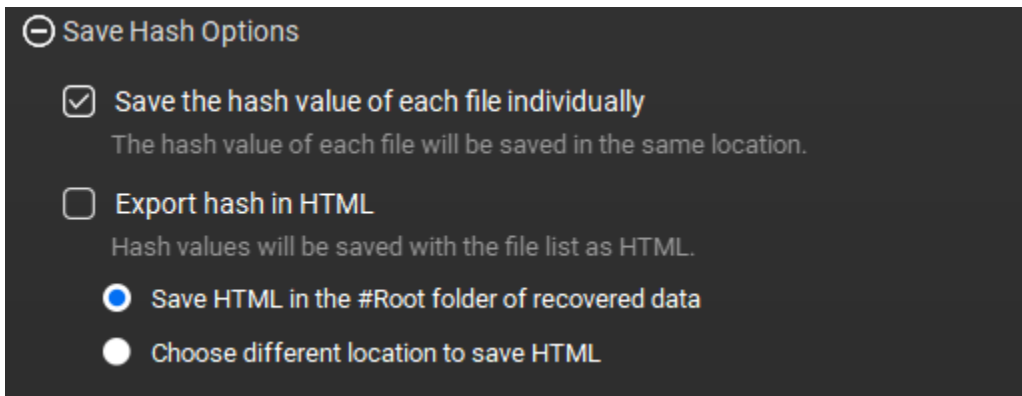 Save Hash Options
Save the hash value of each file individually
The hash value of each file will be saved in the same location.
Export hash in HTML
Hash values will be saved with the file list as HTML.
Save HTML in the #Root folder of recovered data
Choose different location to save HTML